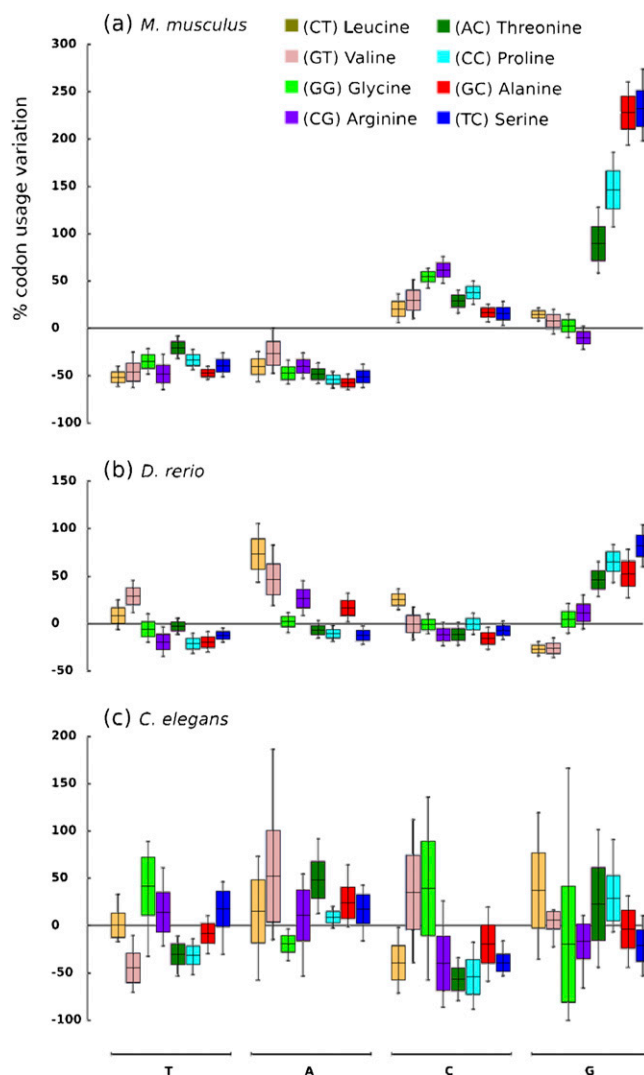 (a) M. musculus
(CT) Leucine
(GT) Valine
(GG) Glycine
(CG) Arginine
(AC) Threonine
(CC) Proline
(GC) Alanine
(TC) Serine
% codon usage variation
300
250
200
150
100
50
0
-50
-100
(b) D. rerio
150
100
50
0
-50
(c) C. elegans
200
150
100
50
0
-50
-100
T A C G